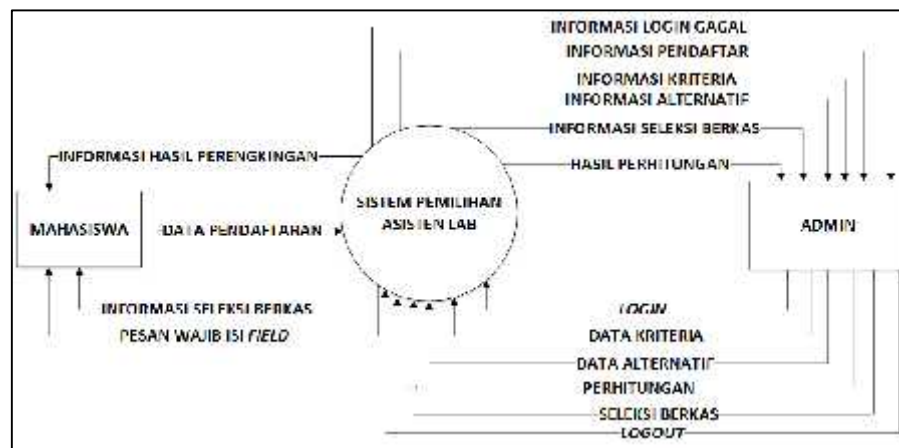 INFORMASI LOGIN GAGAL
INFORMASI PENDAFTAR
INFORMASI KRITERIA
INFORMASI ALTERNATIF
INFORMASI SELEKSI BERKAS
INFORMASI HASIL PERENGKINGAN
HASIL PERHITUNGAN
SISTEM PEMILIHAN
ASISTEN LAB
MAHASISWA
DATA PENDAFTARAN
ADMIN
INFORMASI SELEKSI BERKAS
PESAN WAJIB ISI FIELD
LOGIN
DATA KRITERIA
DATA ALTERNATIF
PERHITUNGAN
SELEKSI BERKAS
LOGOUT